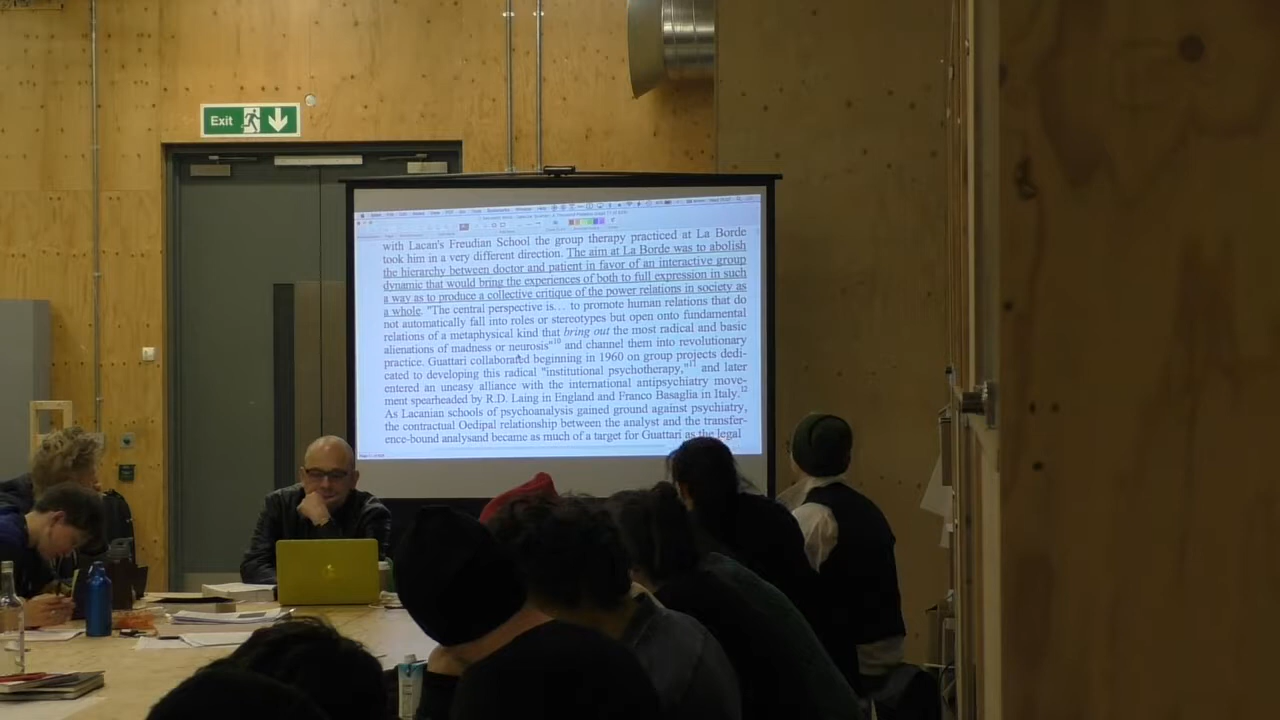 Exit
with Lacan's Freudian School the group therapy practiced at La Borde
took him in a very different direction. The aim at La Borde was to abolish
the hierarchy between doctor and patient in favor of an interactive group
dynamic that would bring the experiences of both to full expression in such
a way as to produce a collective critique of the power relations in society as
a whole. "The central perspective is… to promote human relations that do
not automatically fall into roles or stereotypes but open onto fundamental
relations of a metaphysical kind that bring out the most radical and basic
alienations of madness or neurosis"10 and channel them into revolutionary
practice. Guattari collaborated beginning in 1960 on group projects dedi-
cated to developing this radical "institutional psychotherapy,"11 and later
entered an uneasy alliance with the international antipsychiatry move-
ment spearheaded by R.D. Laing in England and Franco Basaglia in Italy.12
As Lacanian schools of psychoanalysis gained ground against psychiatry,
the contractual Oedipal relationship between the analyst and the transfer-
ence-bound analysand became as much of a target for Guattari as the legal